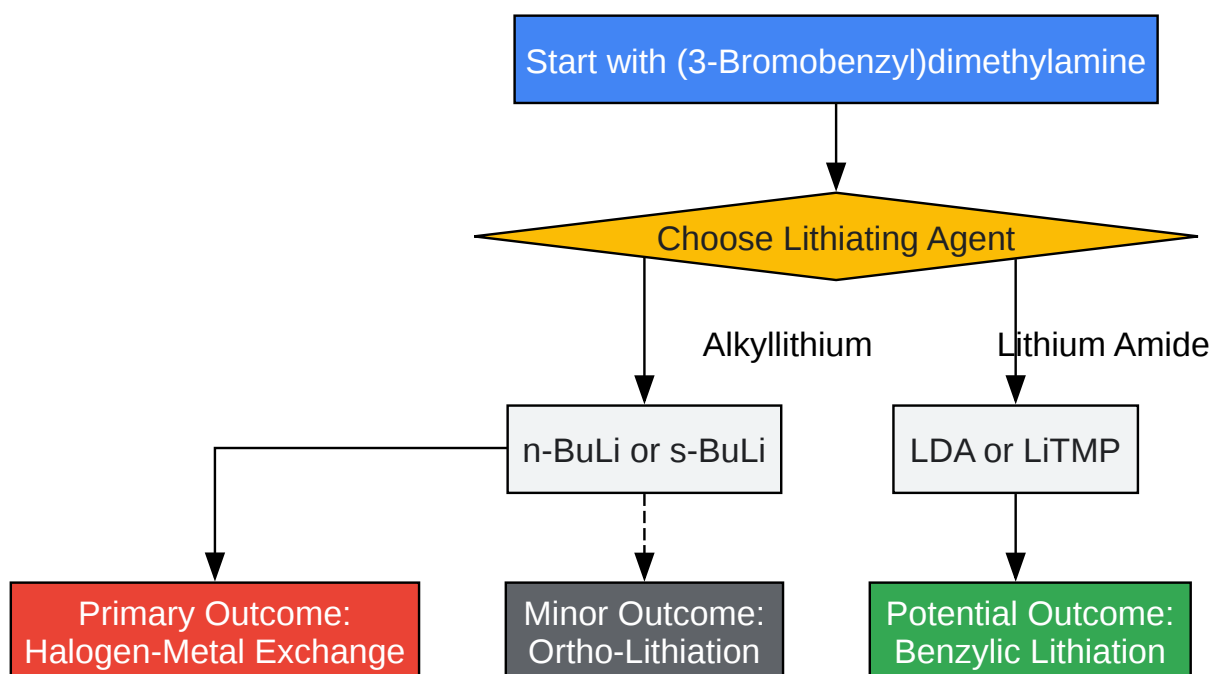 Start with (3-Bromobenzyl)dimethylamine
Choose Lithiating Agent
Alkyllithium
Lithium Amide
n-BuLi or s-BuLi
LDA or LiTMP
Primary Outcome:
Halogen-Metal Exchange
Minor Outcome:
Ortho-Lithiation
Potential Outcome:
Benzylic Lithiation